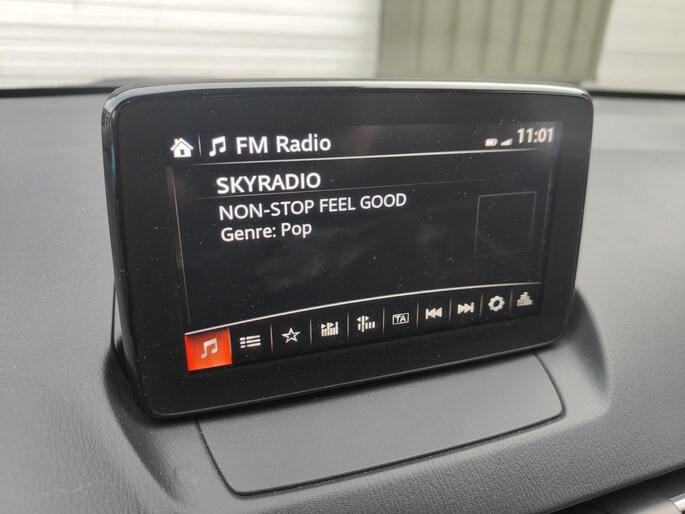 FM Radio
11:01
SKYRADIO
NON-STOP FEEL GOOD
Genre: Pop
TA